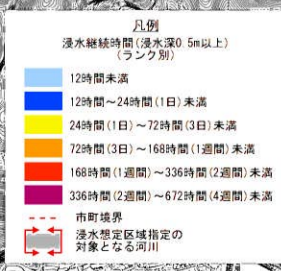 凡例
浸水継続時間(浸水深0.5m以上)
(ランク別)
12時間未満
12時間～24時間(1日)未満
24時間(1日)～72時間(3日)未満
72時間(3日)～168時間(1週間)未満
168時間(1週間)～336時間(2週間)未満
336時間(2週間)～672時間(4週間)未満
市町境界
浸水想定区域指定の
対象となる河川